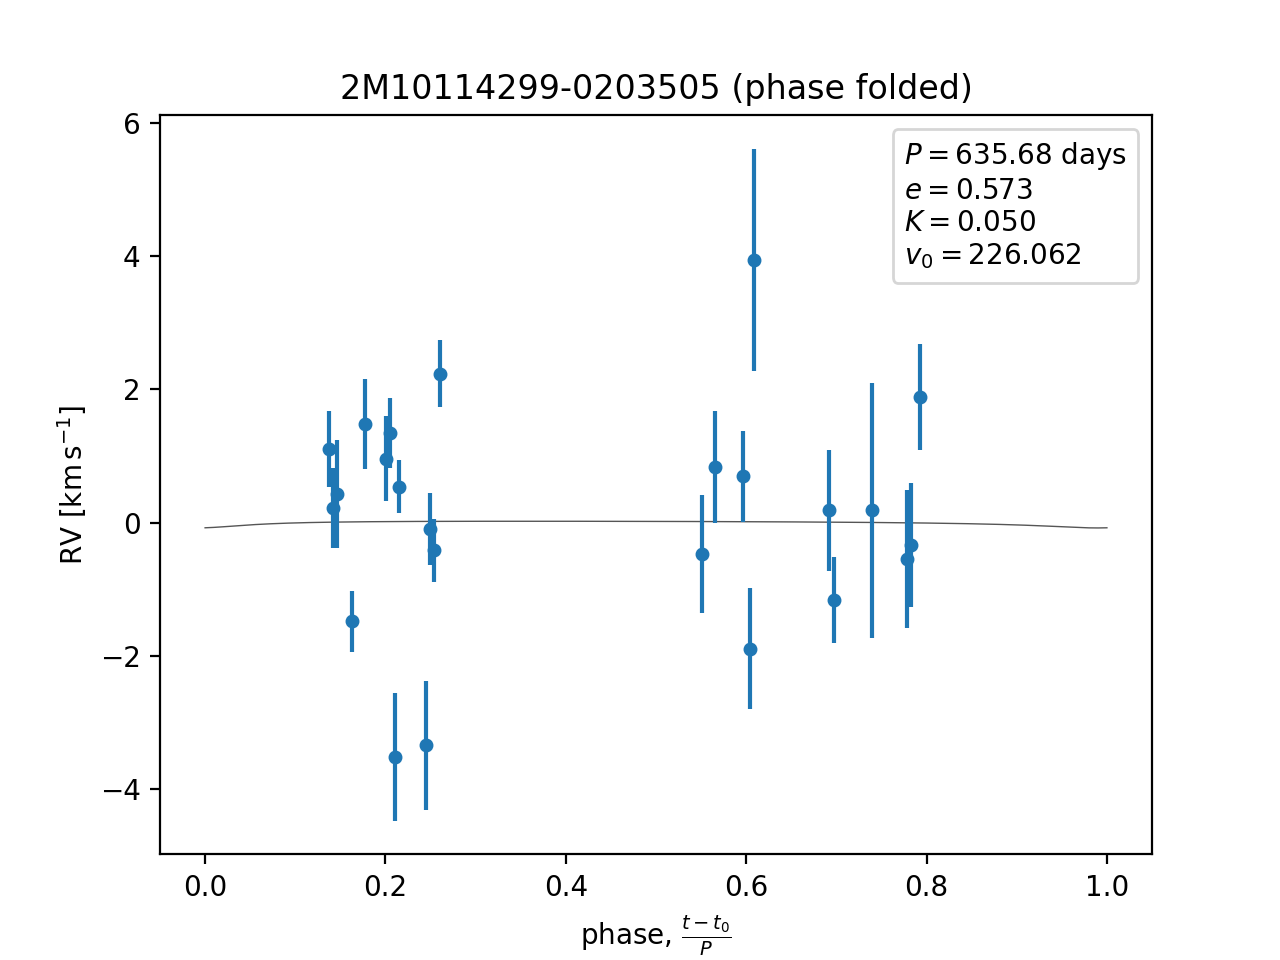 2M10114299-0203505 (phase folded)
P = 635.68 days
e = 0.573
K = 0.050
v₀ = 226.062
6
4
2
0
−2
−4
RV [km s⁻¹]
0.0 0.2 0.4 0.6 0.8 1.0
phase, (t − t₀)/P